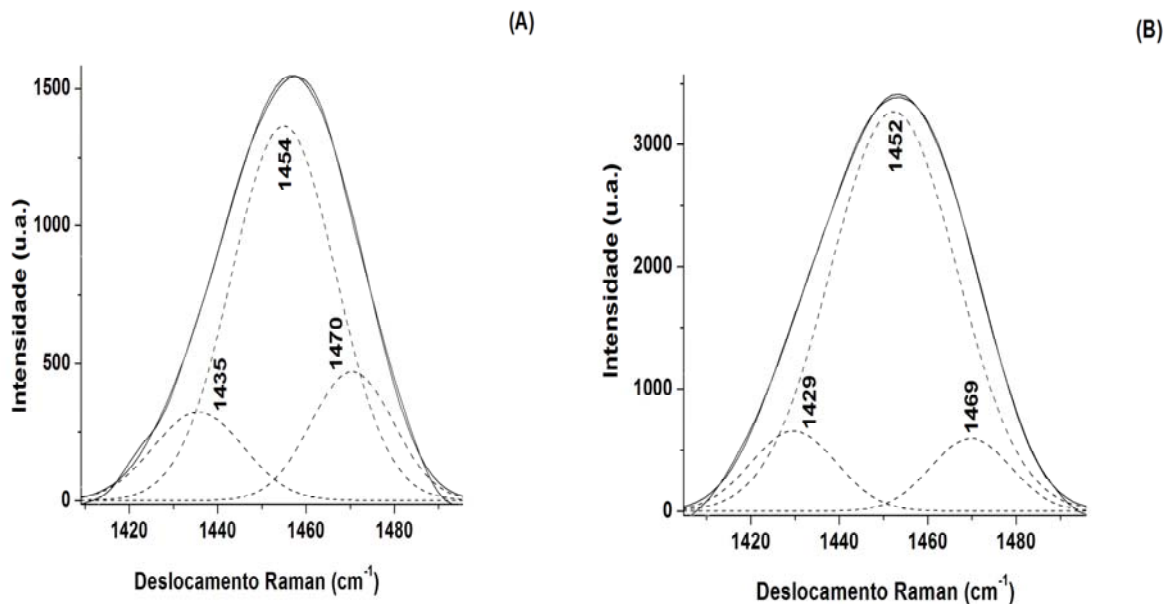 (A)
Intensidade (u.a.)
1500
1000
500
0
1435
1454
1470
1420 1440 1460 1480
Deslocamento Raman (cm⁻¹)
(B)
Intensidade (u.a.)
3000
2000
1000
0
1429
1452
1469
1420 1440 1460 1480
Deslocamento Raman (cm⁻¹)